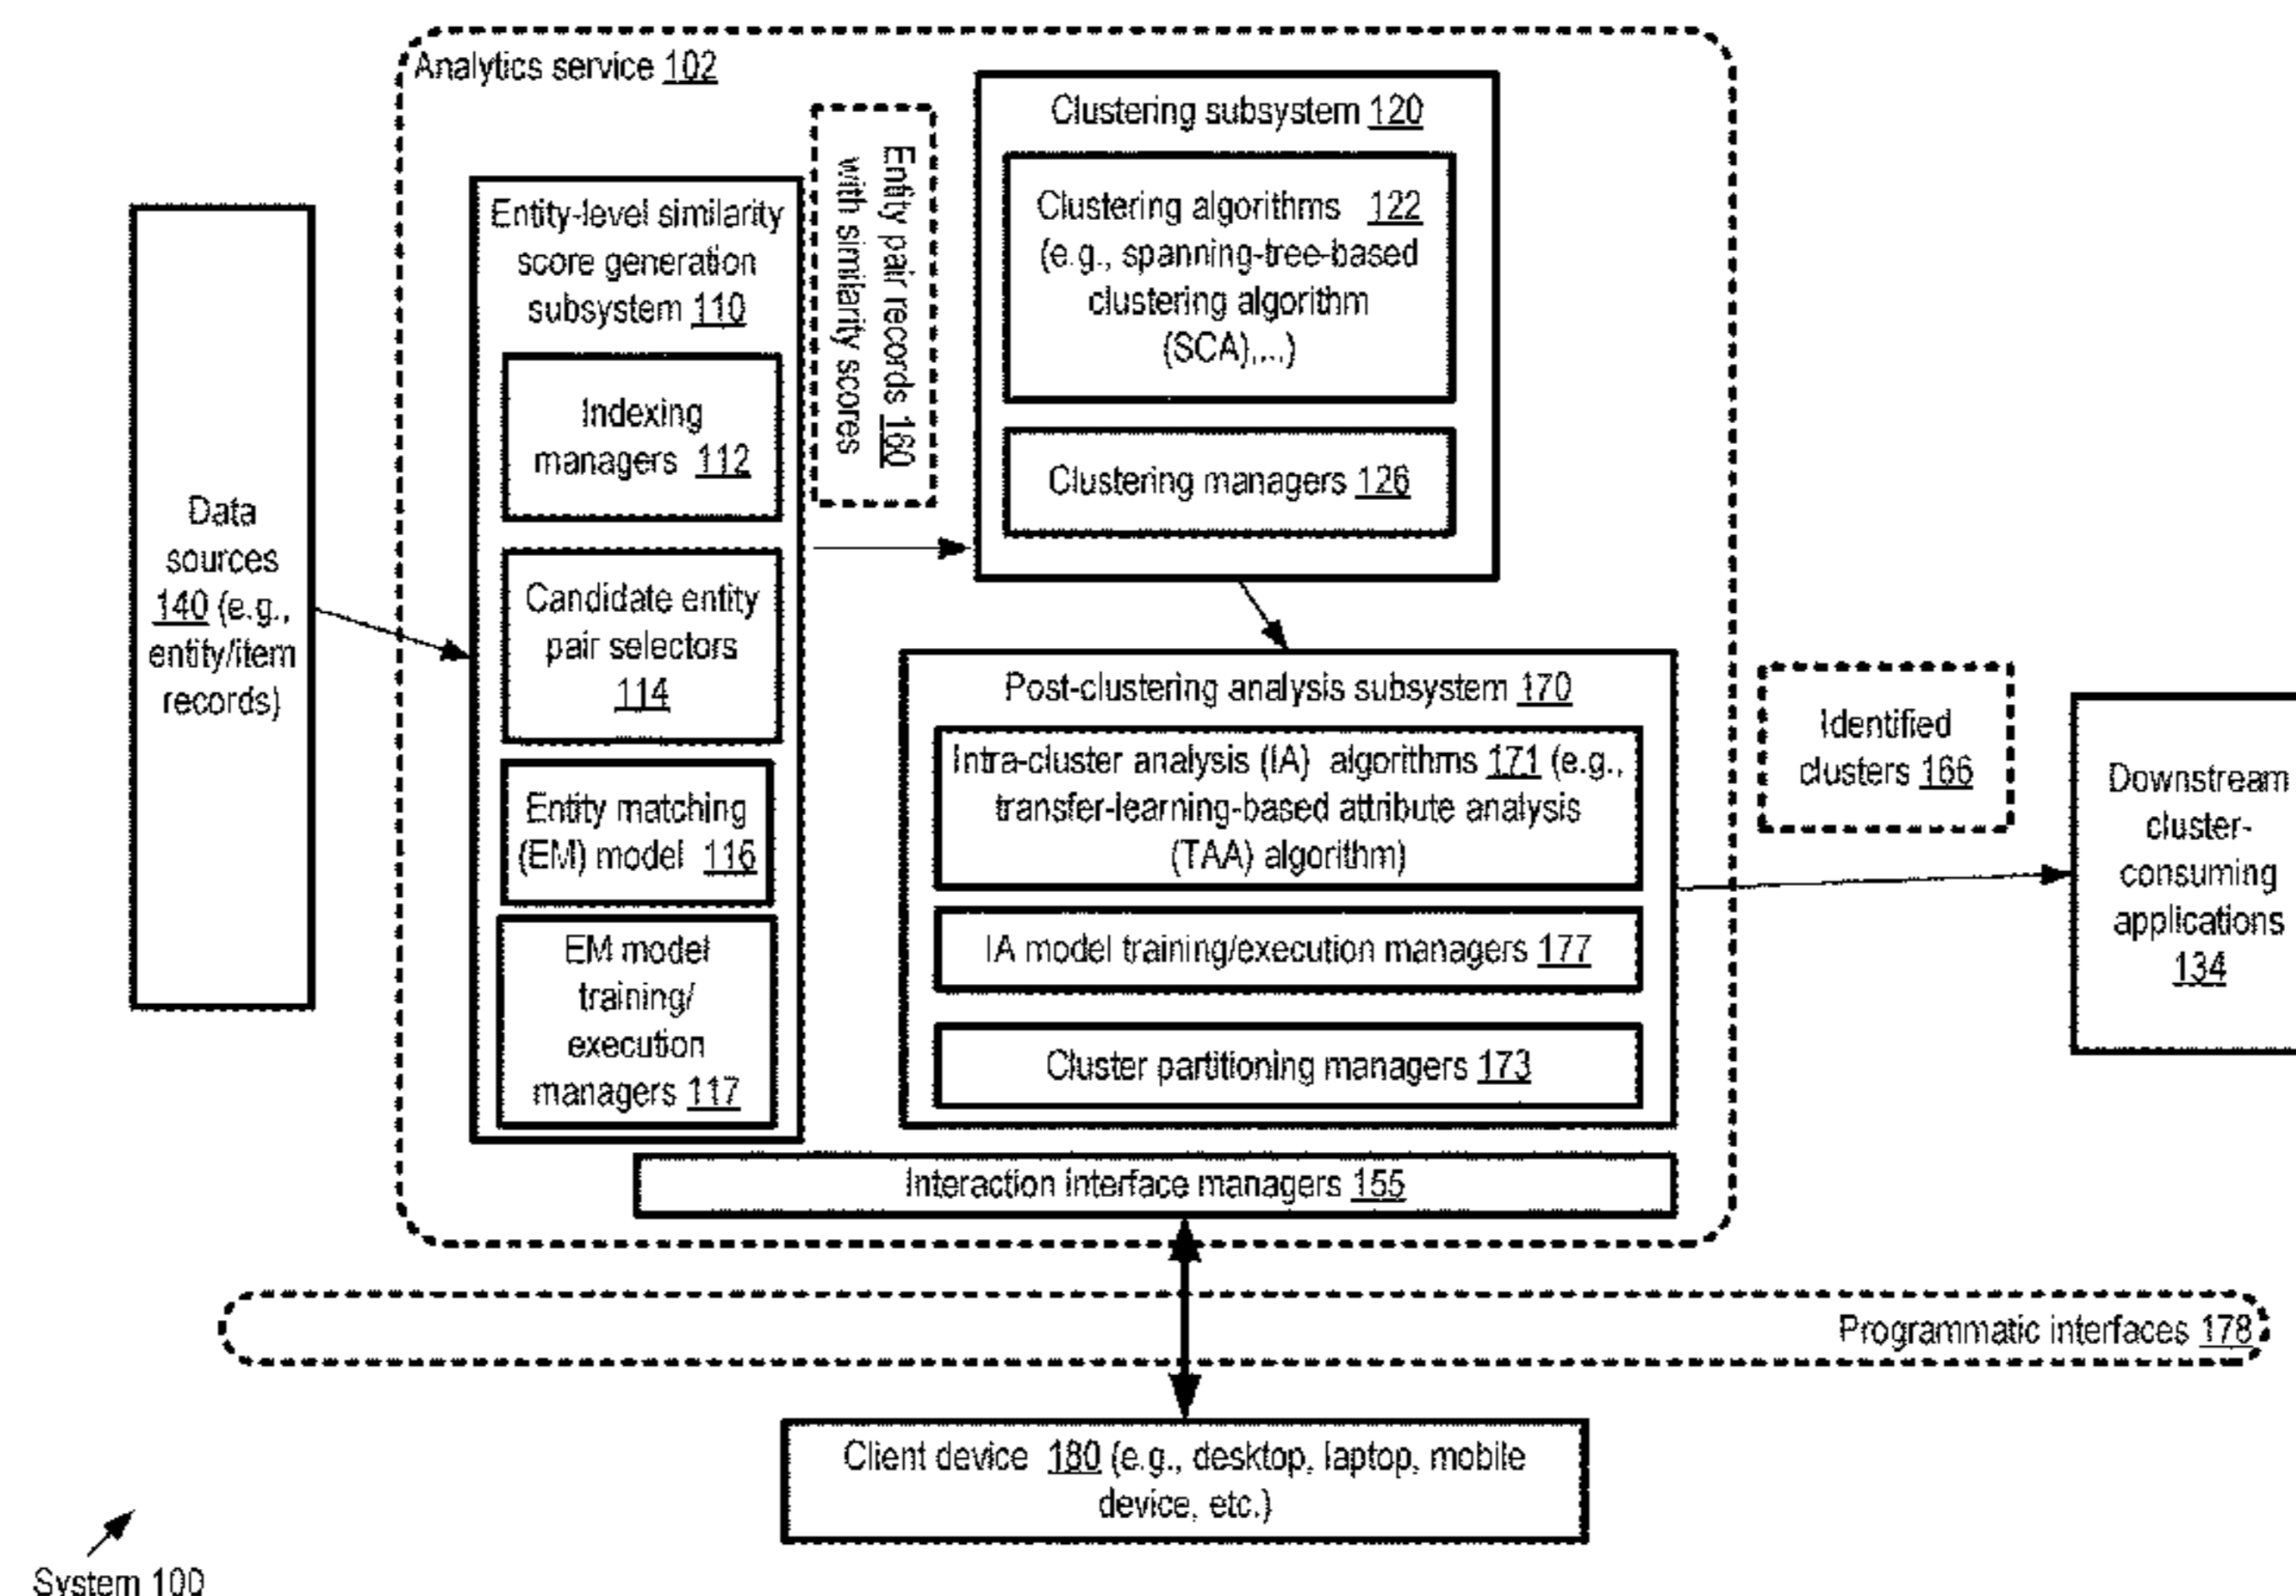 Analytics service 102
Data
sources
140 (e.g.,
entity/item
records)
Entity-level similarity
score generation
subsystem 110
Indexing
managers 112
Candidate entity
pair selectors
114
Entity matching
(EM) model 116
EM model
training/
execution
managers 117
Entity pair records 160
with similarity scores
Clustering subsystem 120
Clustering algorithms 122
(e.g., spanning-tree-based
clustering algorithm
(SCA),...)
Clustering managers 126
Post-clustering analysis subsystem 170
Intra-cluster analysis (IA) algorithms 171 (e.g.,
transfer-learning-based attribute analysis
(TAA) algorithm)
IA model training/execution managers 177
Cluster partitioning managers 173
Identified
clusters 166
Downstream
cluster-
consuming
applications
134
Interaction interface managers 155
Programmatic interfaces 178
Client device 180 (e.g., desktop, laptop, mobile
device, etc.)
System 100